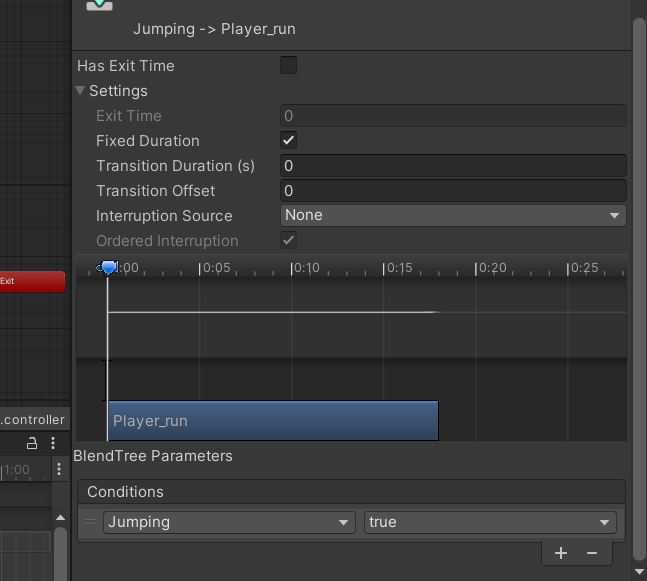 Jumping -> Player_run
Has Exit Time
Settings
Exit Time 0
Fixed Duration
Transition Duration (s) 0
Transition Offset 0
Interruption Source None
Ordered Interruption
Exit
:00 0:05 0:10 0:15 0:20 0:25
Player_run
.controller
BlendTree Parameters
1:00
Conditions
Jumping true
+ −